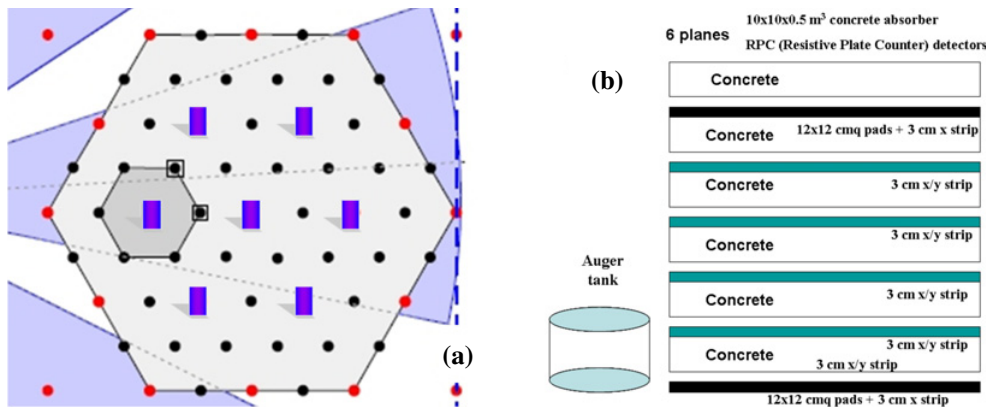 6 planes
10x10x0.5 m³ concrete absorber
RPC (Resistive Plate Counter) detectors
(b)
Concrete
12x12 cmq pads + 3 cm x strip
Concrete
Concrete
3 cm x/y strip
Concrete
3 cm x/y strip
Auger
tank
Concrete
3 cm x/y strip
Concrete
3 cm x/y strip
3 cm x/y strip
12x12 cmq pads + 3 cm x strip
(a)